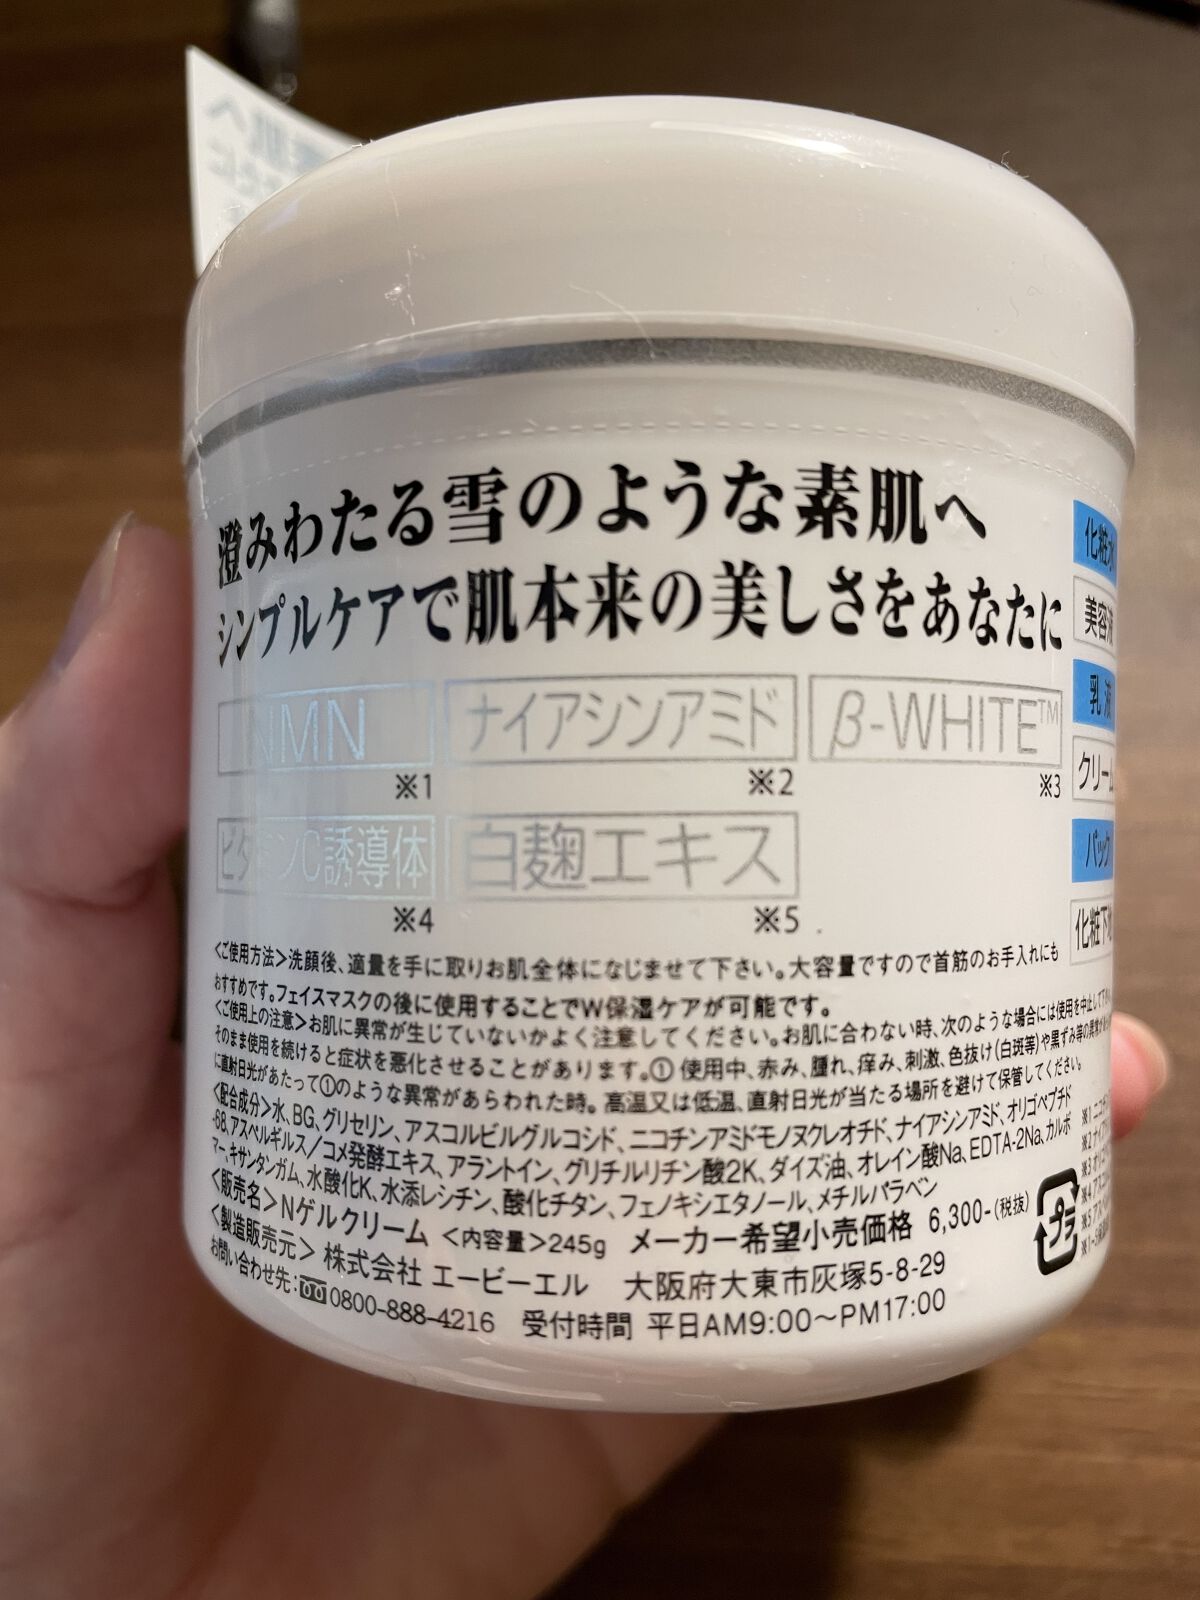 澄みわたる雪のような素肌へ
シンプルケアで肌本来の美しさをあなたに
NMN ナイアシンアミド β-WHITE™
※1 ※2 ※3
ビタミンC誘導体 白麹エキス
※4 ※5
化粧水
美容液
乳液
クリーム
パック
化粧下地
<ご使用方法>洗顔後、適量を手に取りお肌全体になじませて下さい。大容量ですので首筋のお手入れにも
おすすめです。フェイスマスクの後に使用することでW保湿ケアが可能です。
<ご使用上の注意>お肌に異常が生じていないかよく注意してください。お肌に合わない時、次のような場合には使用を中止して下さい。
そのまま使用を続けると症状を悪化させることがあります。① 使用中、赤み、腫れ、痒み、刺激、色抜け(白斑等)や黒ずみ等の異常が
に直射日光があたって①のような異常があらわれた時。高温又は低温、直射日光が当たる場所を避けて保管してください。
<配合成分>水、BG、グリセリン、アスコルビルグルコシド、ニコチンアミドモノヌクレオチド、ナイアシンアミド、オリゴペプチド
-68、アスペルギルス/コメ発酵エキス、アラントイン、グリチルリチン酸2K、ダイズ油、オレイン酸Na、EDTA-2Na、カルボ
マー、キサンタンガム、水酸化K、水添レシチン、酸化チタン、フェノキシエタノール、メチルパラベン
<販売名>Nゲルクリーム <内容量>245g メーカー希望小売価格 6,300-(税抜)
<製造販売元> 株式会社 エービーエル 大阪府大東市灰塚5-8-29
お問い合わせ先: 0800-888-4216 受付時間 平日AM9:00~PM17:00
プラ